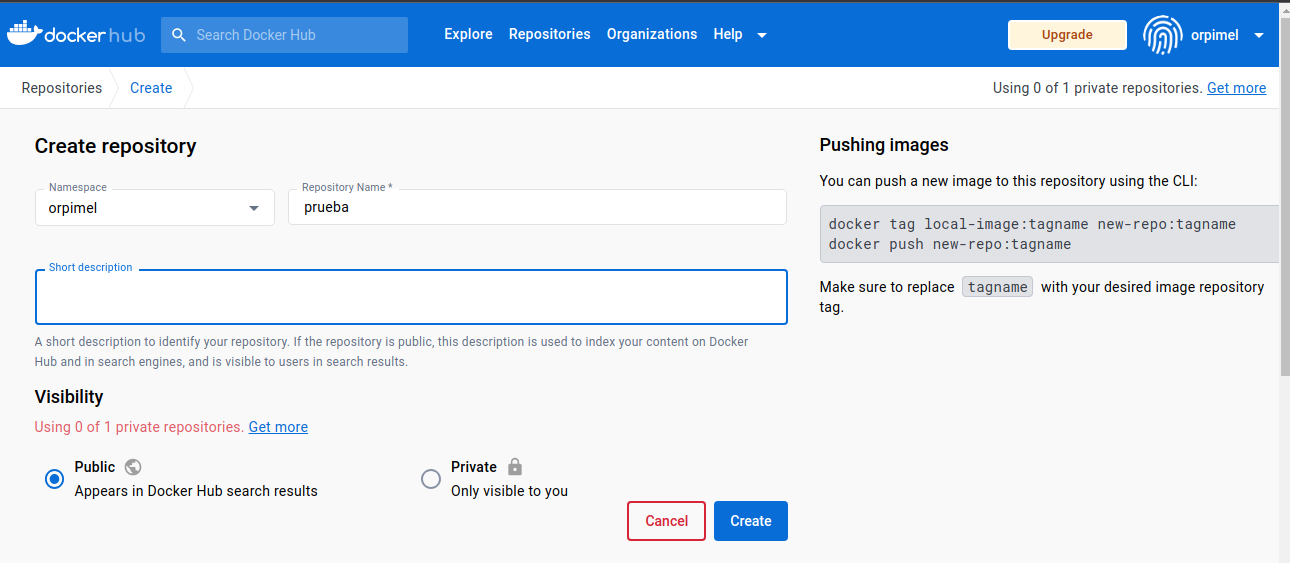 dockerhub
Search Docker Hub
Explore
Repositories
Organizations
Help
Upgrade
orpimel
Repositories
Create
Using 0 of 1 private repositories. Get more
Create repository
Namespace
orpimel
Repository Name *
prueba
Short description
A short description to identify your repository. If the repository is public, this description is used to index your content on Docker
Hub and in search engines, and is visible to users in search results.
Visibility
Using 0 of 1 private repositories. Get more
Public
Appears in Docker Hub search results
Private
Only visible to you
Cancel
Create
Pushing images
You can push a new image to this repository using the CLI:
docker tag local-image:tagname new-repo:tagname
docker push new-repo:tagname
Make sure to replace tagname with your desired image repository
tag.